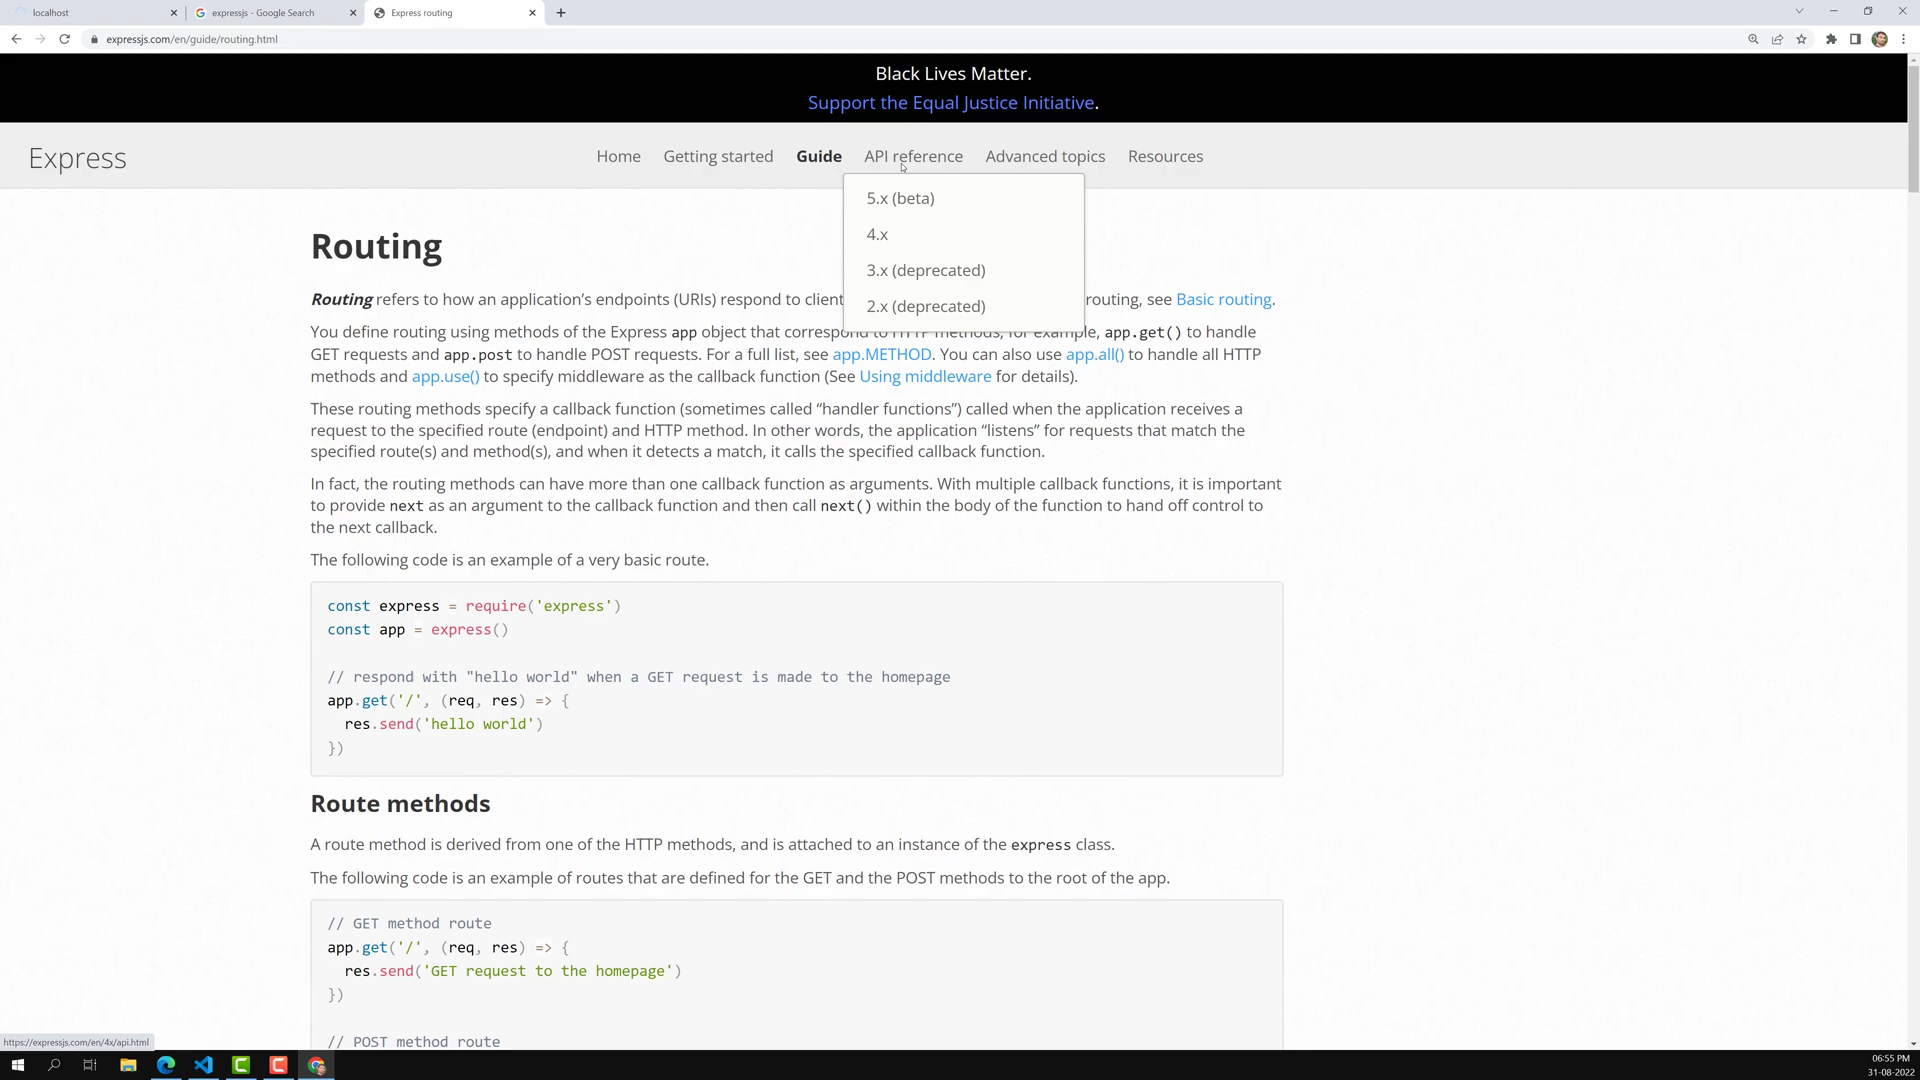 localhost
expressjs - Google Search
Express routing
expressjs.com/en/guide/routing.html
Black Lives Matter.
Support the Equal Justice Initiative.
Express
Home
Getting started
Guide
API reference
Advanced topics
Resources
5.x (beta)
4.x
3.x (deprecated)
2.x (deprecated)
Routing
Routing refers to how an application’s endpoints (URIs) respond to client routing, see Basic routing.
You define routing using methods of the Express app object that correspond to HTTP methods; for example, app.get() to handle
GET requests and app.post to handle POST requests. For a full list, see app.METHOD. You can also use app.all() to handle all HTTP
methods and app.use() to specify middleware as the callback function (See Using middleware for details).
These routing methods specify a callback function (sometimes called “handler functions”) called when the application receives a
request to the specified route (endpoint) and HTTP method. In other words, the application “listens” for requests that match the
specified route(s) and method(s), and when it detects a match, it calls the specified callback function.
In fact, the routing methods can have more than one callback function as arguments. With multiple callback functions, it is important
to provide next as an argument to the callback function and then call next() within the body of the function to hand off control to
the next callback.
The following code is an example of a very basic route.
const express = require('express')
const app = express()
// respond with "hello world" when a GET request is made to the homepage
app.get('/', (req, res) => {
res.send('hello world')
})
Route methods
A route method is derived from one of the HTTP methods, and is attached to an instance of the express class.
The following code is an example of routes that are defined for the GET and the POST methods to the root of the app.
// GET method route
app.get('/', (req, res) => {
res.send('GET request to the homepage')
})
// POST method route
https://expressjs.com/en/4x/api.html
06:55 PM
31-08-2022